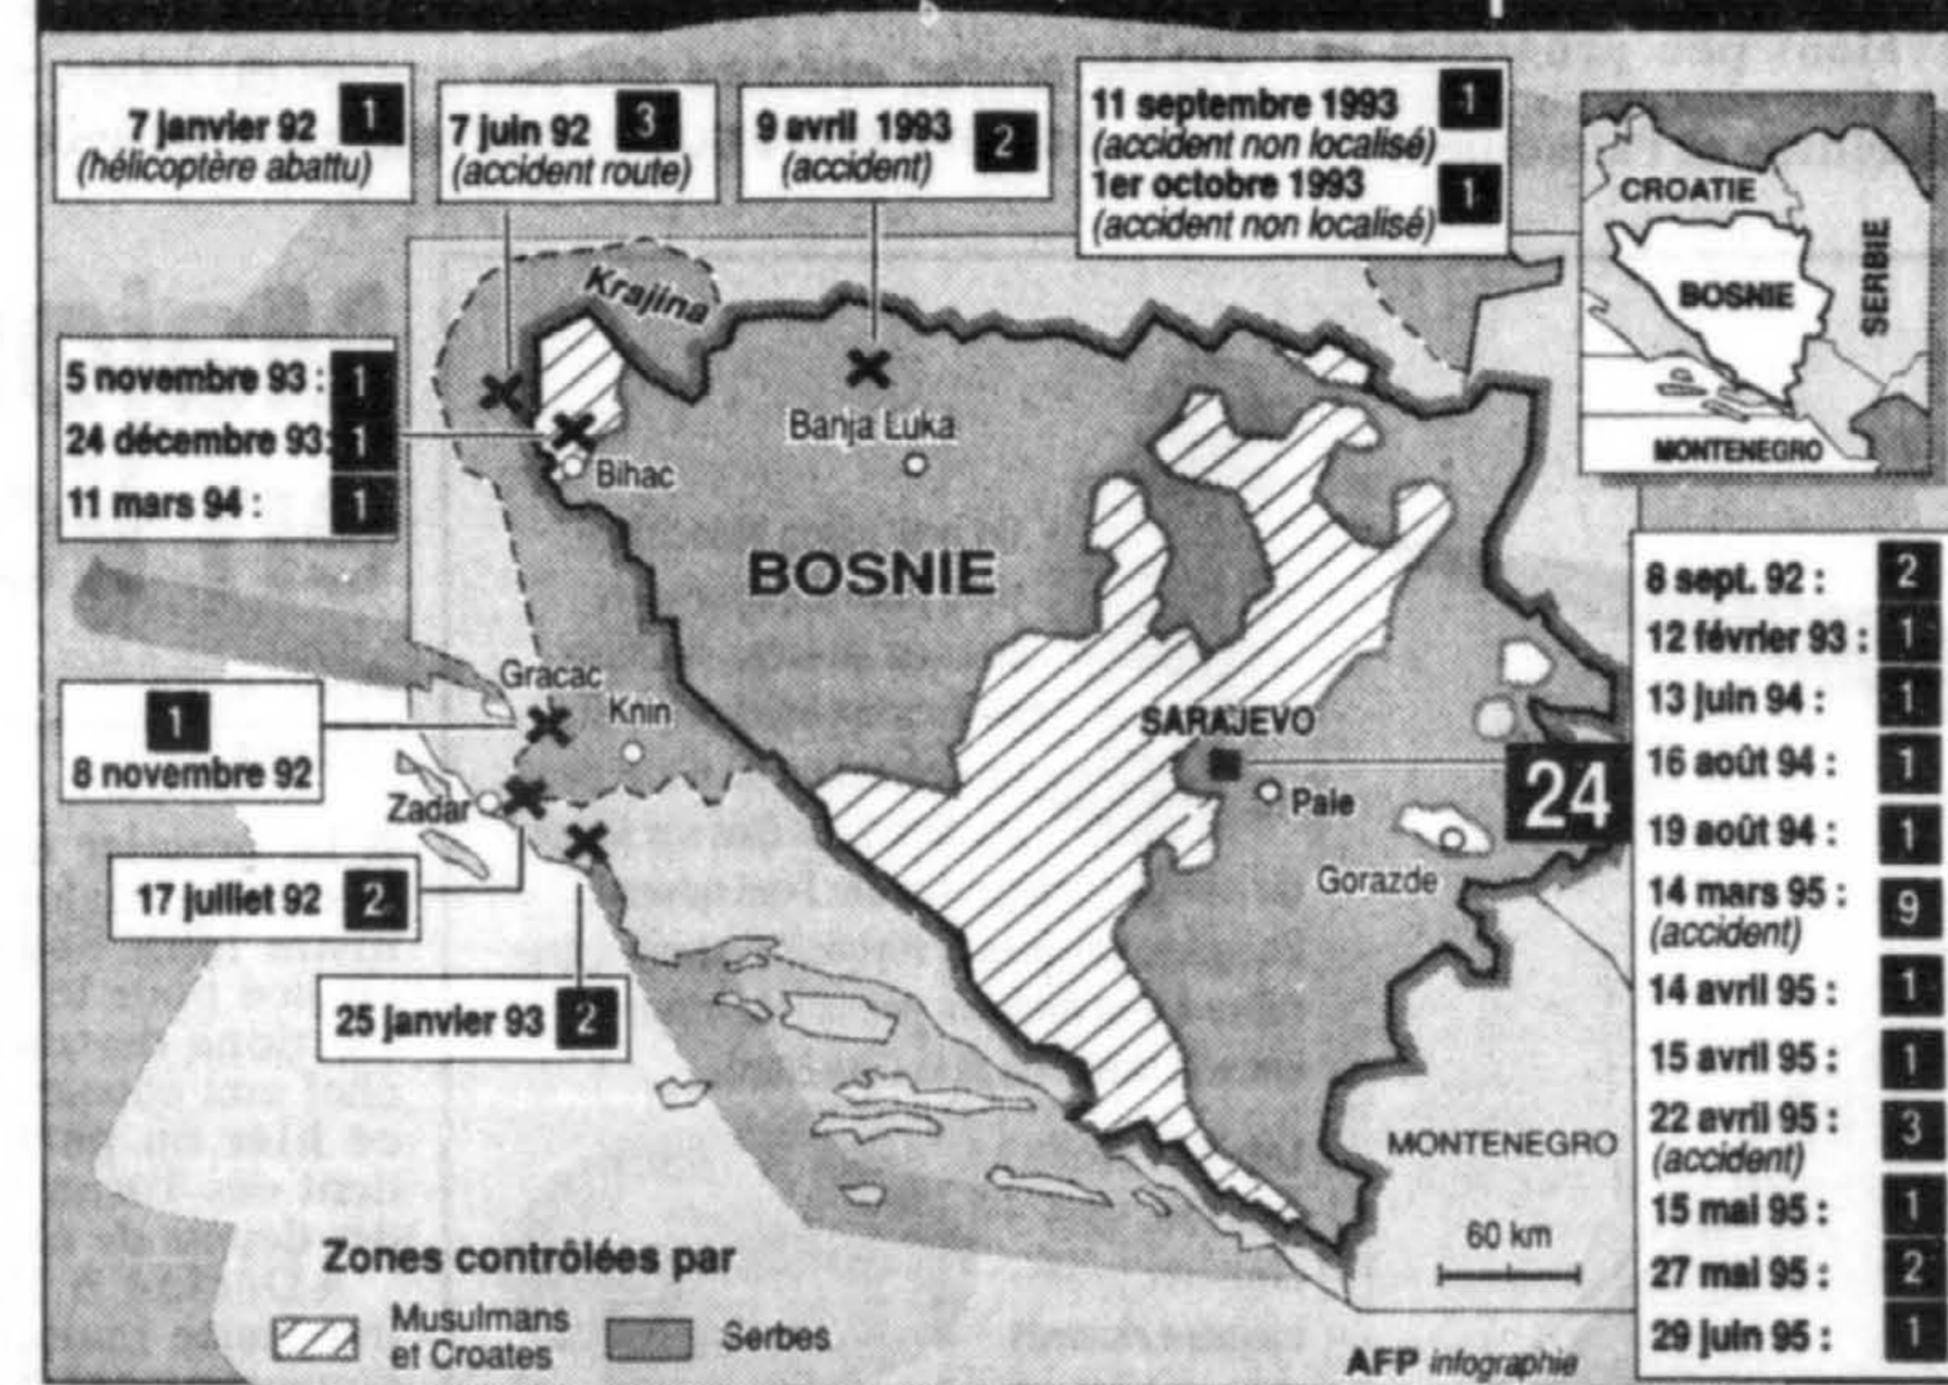 7 janvier 92 1
(hélicoptère abattu)
7 juin 92 3
(accident route)
9 avril 1993 2
(accident)
11 septembre 1993 1
(accident non localisé)
1er octobre 1993 1
(accident non localisé)
CROATIE
BOSNIE
SERBIE
MONTENEGRO
Krajina
5 novembre 93 : 1
24 décembre 93: 1
11 mars 94 : 1
Banja Luka
Bihac
BOSNIE
Gracac
Knin
1
8 novembre 92
SARAJEVO
24
Zadar
Pale
Gorazde
17 juillet 92 2
25 janvier 93 2
8 sept. 92 : 2
12 février 93 : 1
13 juin 94 : 1
16 août 94 : 1
19 août 94 : 1
14 mars 95 : 9
(accident)
14 avril 95 : 1
15 avril 95 : 1
22 avril 95 : 3
(accident)
15 mai 95 : 1
27 mai 95 : 2
29 juin 95 : 1
MONTENEGRO
60 km
Zones contrôlées par
Musulmans
et Croates
Serbes
AFP infographie